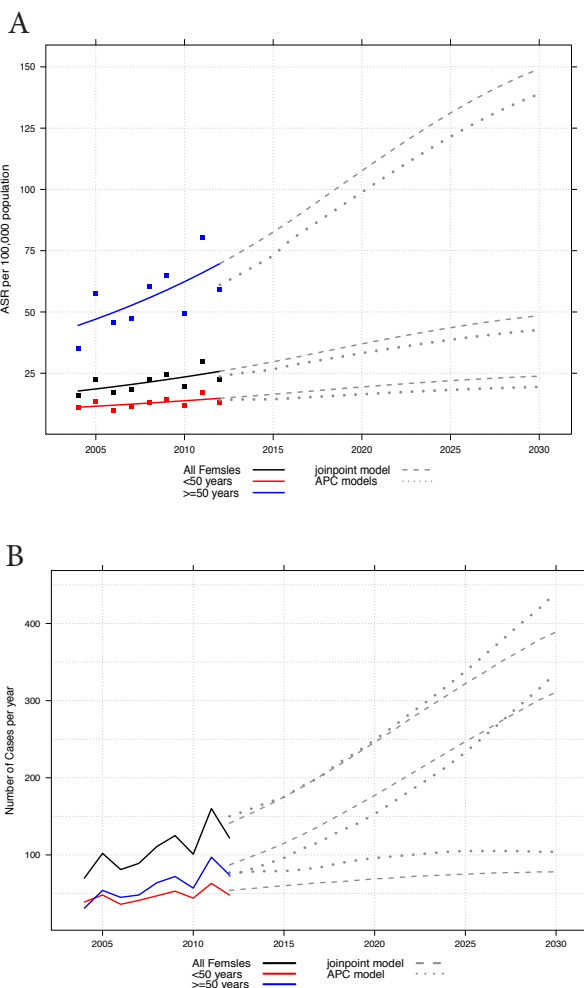 A
150
125
100
75
50
25
ASR per 100,000 population
2005 2010 2015 2020 2025 2030
All Femsles joinpoint model
<50 years APC models
>=50 years
B
400
300
200
100
Number of Cases per year
2005 2010 2015 2020 2025 2030
All Femsles joinpoint model
<50 years APC model
>=50 years